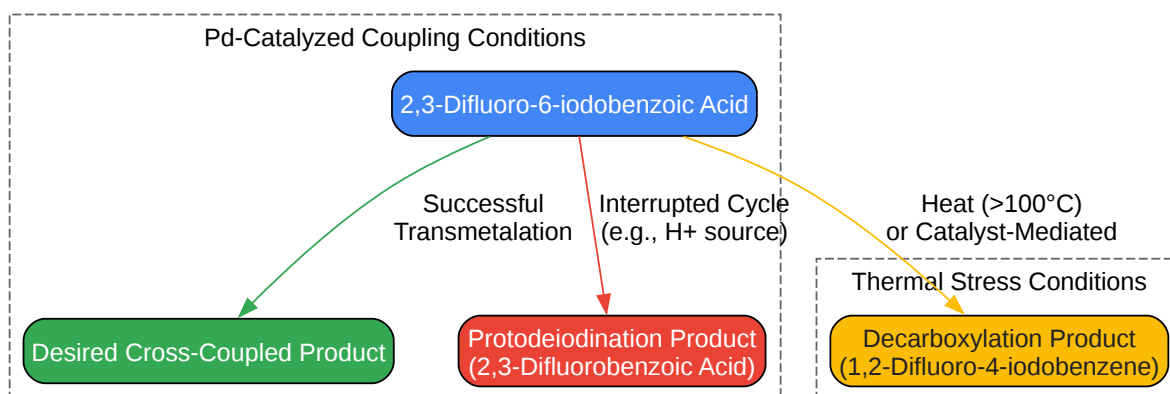 Pd-Catalyzed Coupling Conditions
2,3-Difluoro-6-iodobenzoic Acid
Successful
Transmetalation
Interrupted Cycle
(e.g., H+ source)
Heat (>100°C)
or Catalyst-Mediated
Thermal Stress Conditions
Desired Cross-Coupled Product
Protodeiodination Product
(2,3-Difluorobenzoic Acid)
Decarboxylation Product
(1,2-Difluoro-4-iodobenzene)